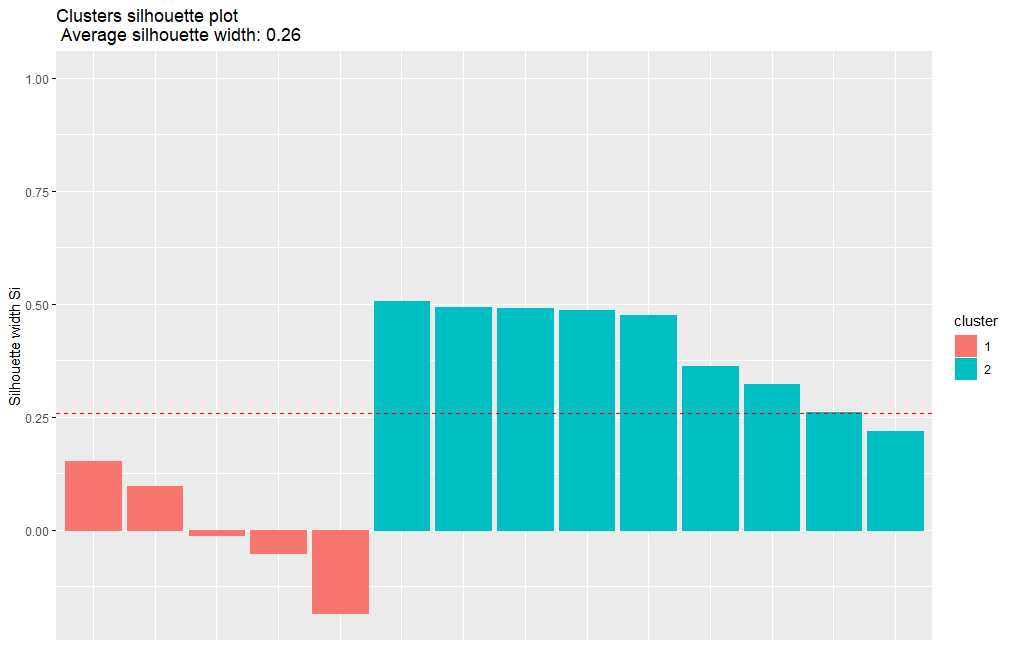 Clusters silhouette plot
Average silhouette width: 0.26
1.00
0.75
0.50
0.25
0.00
Silhouette width Si
cluster
1
2